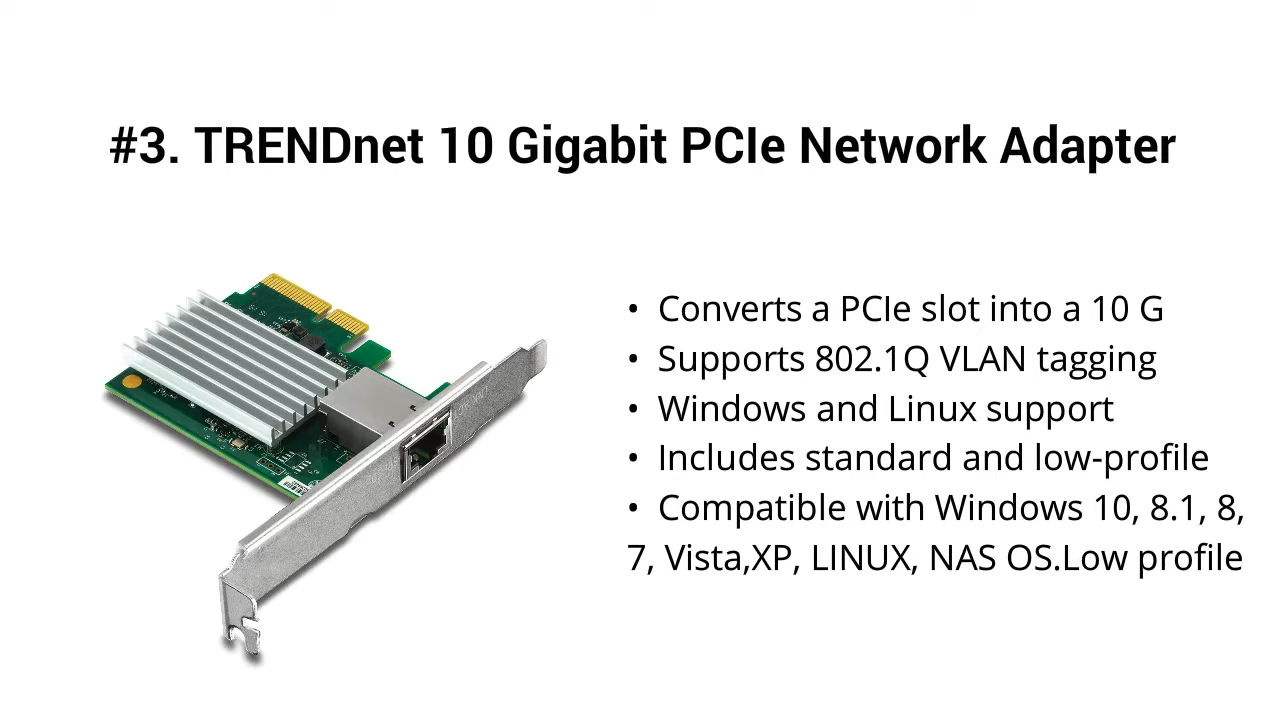 #3. TRENDnet 10 Gigabit PCIe Network Adapter
• Converts a PCIe slot into a 10 G
• Supports 802.1Q VLAN tagging
• Windows and Linux support
• Includes standard and low-profile
• Compatible with Windows 10, 8.1, 8,
7, Vista,XP, LINUX, NAS OS.Low profile